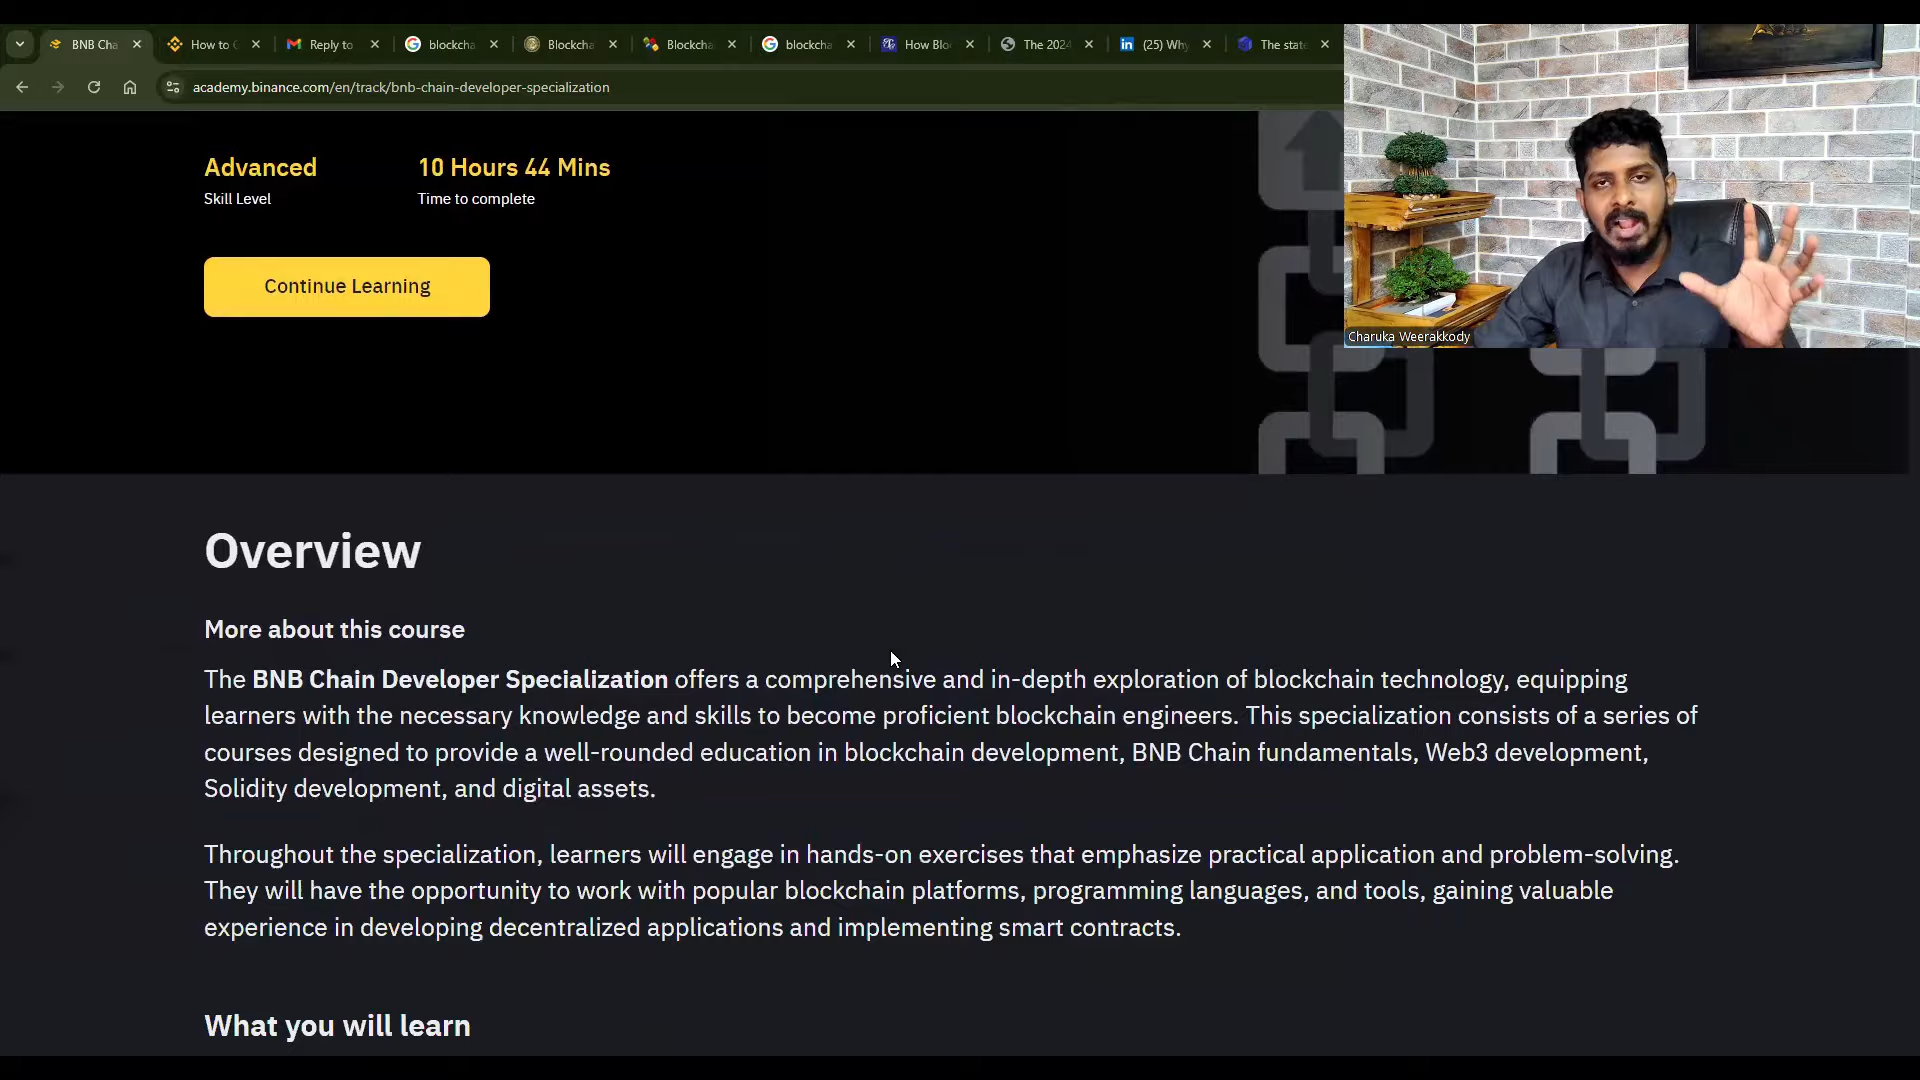 BNB Cha
How to C
Reply to
blockcha
Blockcha
Blockcha
blockcha
How Blo
The 2024
(25) Why
The state
academy.binance.com/en/track/bnb-chain-developer-specialization
Advanced
10 Hours 44 Mins
Skill Level
Time to complete
Continue Learning
Charuka Weerakkody
Overview
More about this course
The BNB Chain Developer Specialization offers a comprehensive and in-depth exploration of blockchain technology, equipping
learners with the necessary knowledge and skills to become proficient blockchain engineers. This specialization consists of a series of
courses designed to provide a well-rounded education in blockchain development, BNB Chain fundamentals, Web3 development,
Solidity development, and digital assets.
Throughout the specialization, learners will engage in hands-on exercises that emphasize practical application and problem-solving.
They will have the opportunity to work with popular blockchain platforms, programming languages, and tools, gaining valuable
experience in developing decentralized applications and implementing smart contracts.
What you will learn